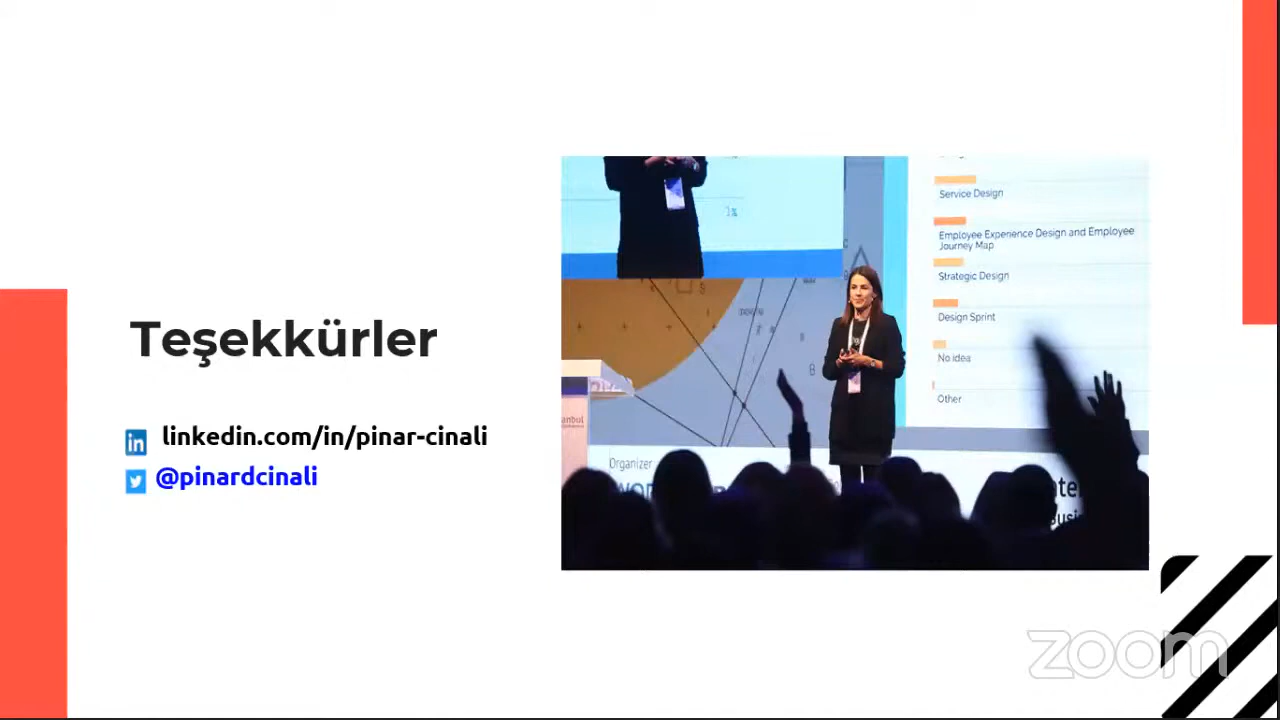 Teşekkürler
linkedin.com/in/pinar-cinali
@pinardcinali
1%
Service Design
Employee Experience Design and Employee
Journey Map
Strategic Design
Design Sprint
No idea
Other
Organizer
zoom